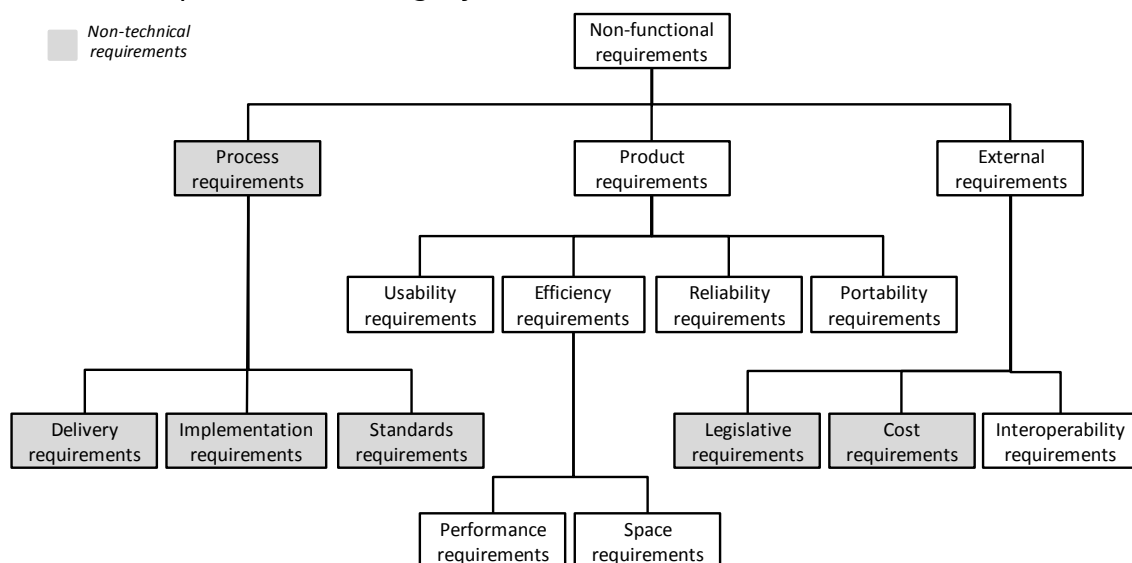 Non-technical
requirements
Non-functional
requirements
Process
requirements
Product
requirements
External
requirements
Usability
requirements
Efficiency
requirements
Reliability
requirements
Portability
requirements
Delivery
requirements
Implementation
requirements
Standards
requirements
Legislative
requirements
Cost
requirements
Interoperability
requirements
Performance
requirements
Space
requirements